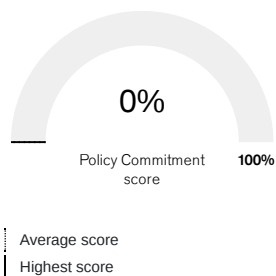 0%
Policy Commitment 100%
score
Average score
Highest score